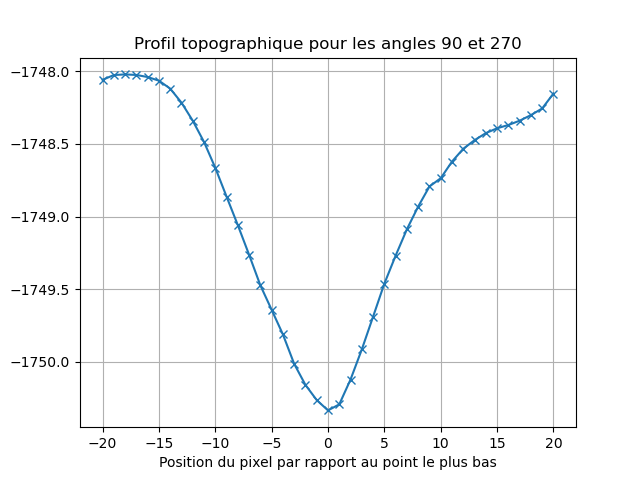 Profil topographique pour les angles 90 et 270
−1748.0
−1748.5
−1749.0
−1749.5
−1750.0
−20 −15 −10 −5 0 5 10 15 20
Position du pixel par rapport au point le plus bas